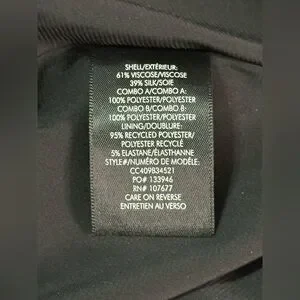 SHELL/EXTÉRIEUR:
61% VISCOSE/VISCOSE
39% SILK/SOIE
COMBO A/COMBO A:
100% POLYESTER/POLYESTER
COMBO B/COMBO B:
100% POLYESTER/POLYESTER
LINING/DOUBLURE:
95% RECYCLED POLYESTER/
POLYESTER RECYCLÉ
5% ELASTANE/ÉLASTHANNE
STYLE#/NUMÉRO DE MODÈLE:
CC409B34521
PO# 133946
RN# 107677
CARE ON REVERSE
ENTRETIEN AU VERSO